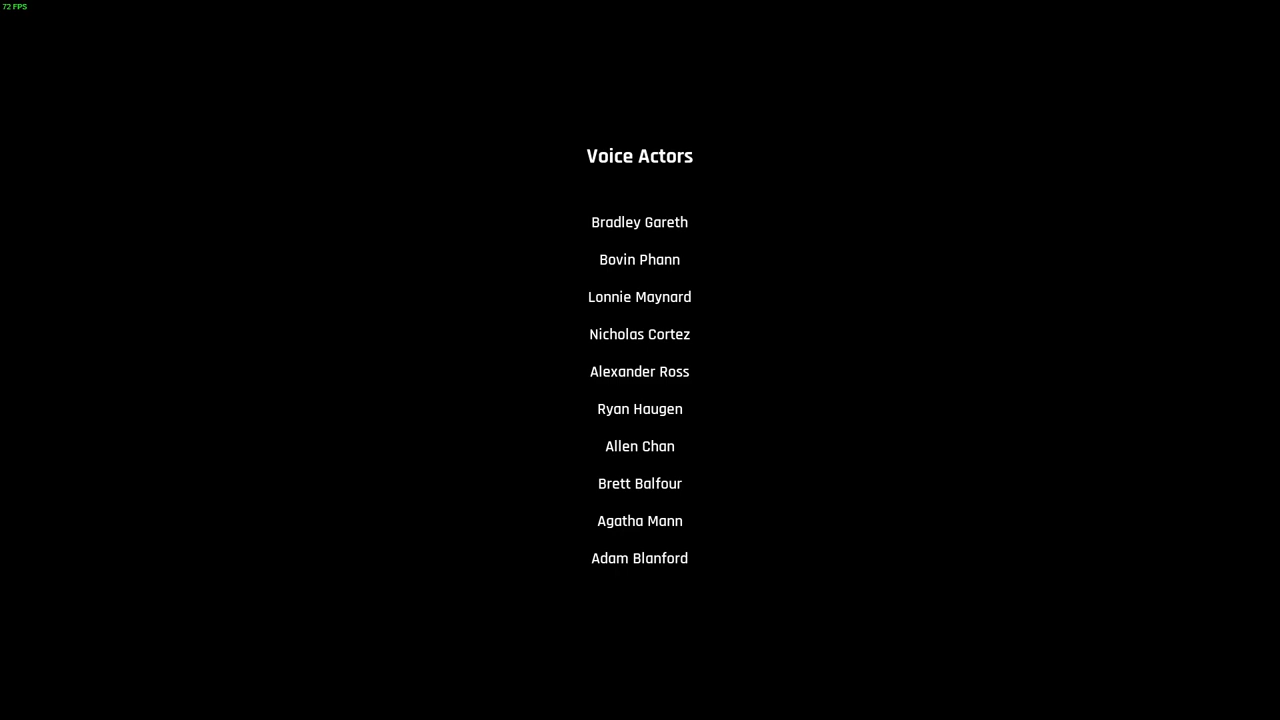 72 FPS
Voice Actors
Bradley Gareth
Bovin Phann
Lonnie Maynard
Nicholas Cortez
Alexander Ross
Ryan Haugen
Allen Chan
Brett Balfour
Agatha Mann
Adam Blanford